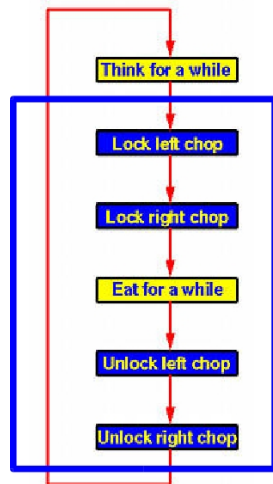 Think for a while
Lock left chop
Lock right chop
Eat for a while
Unlock left chop
Unlock right chop